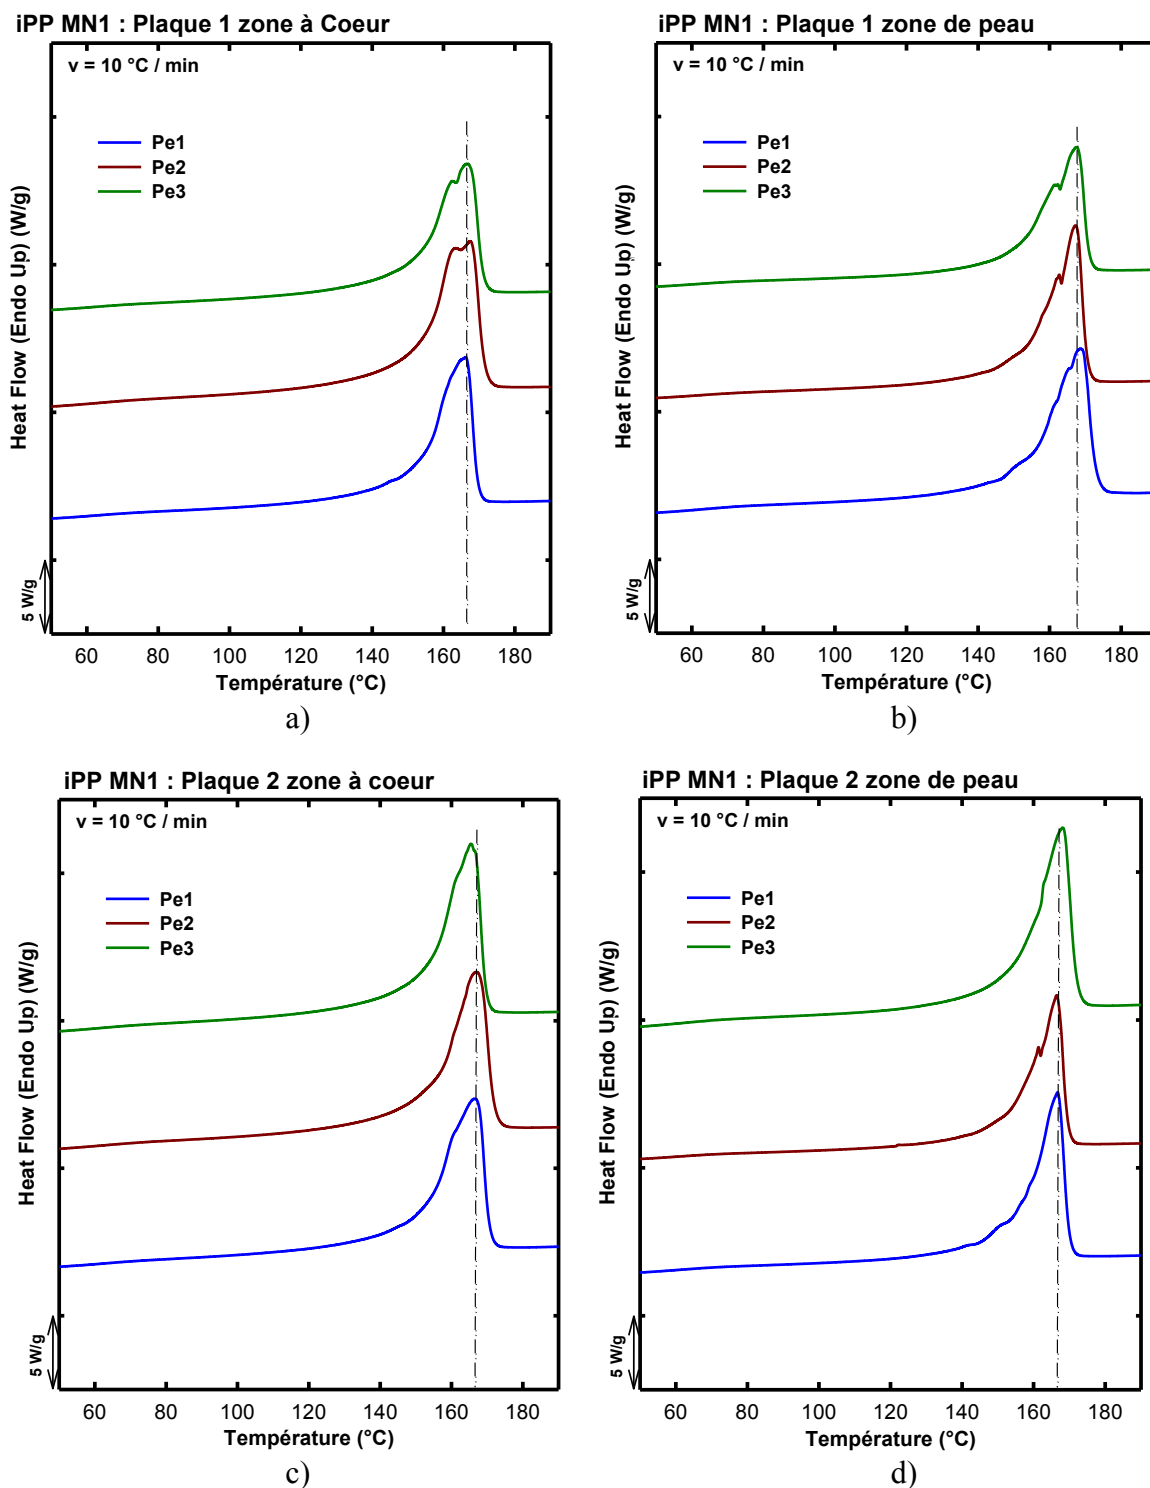 iPP MN1 : Plaque 1 zone à Coeur
v = 10 °C / min
Pe1
Pe2
Pe3
Heat Flow (Endo Up) (W/g)
5 W/g
60 80 100 120 140 160 180
Température (°C)
a)
iPP MN1 : Plaque 1 zone de peau
v = 10 °C / min
Pe1
Pe2
Pe3
Heat Flow (Endo Up) (W/g)
5 W/g
60 80 100 120 140 160 180
Température (°C)
b)
iPP MN1 : Plaque 2 zone à coeur
v = 10 °C / min
Pe1
Pe2
Pe3
Heat Flow (Endo Up) (W/g)
5 W/g
60 80 100 120 140 160 180
Température (°C)
c)
iPP MN1 : Plaque 2 zone de peau
v = 10 °C / min
Pe1
Pe2
Pe3
Heat Flow (Endo Up) (W/g)
5 W/g
60 80 100 120 140 160 180
Température (°C)
d)